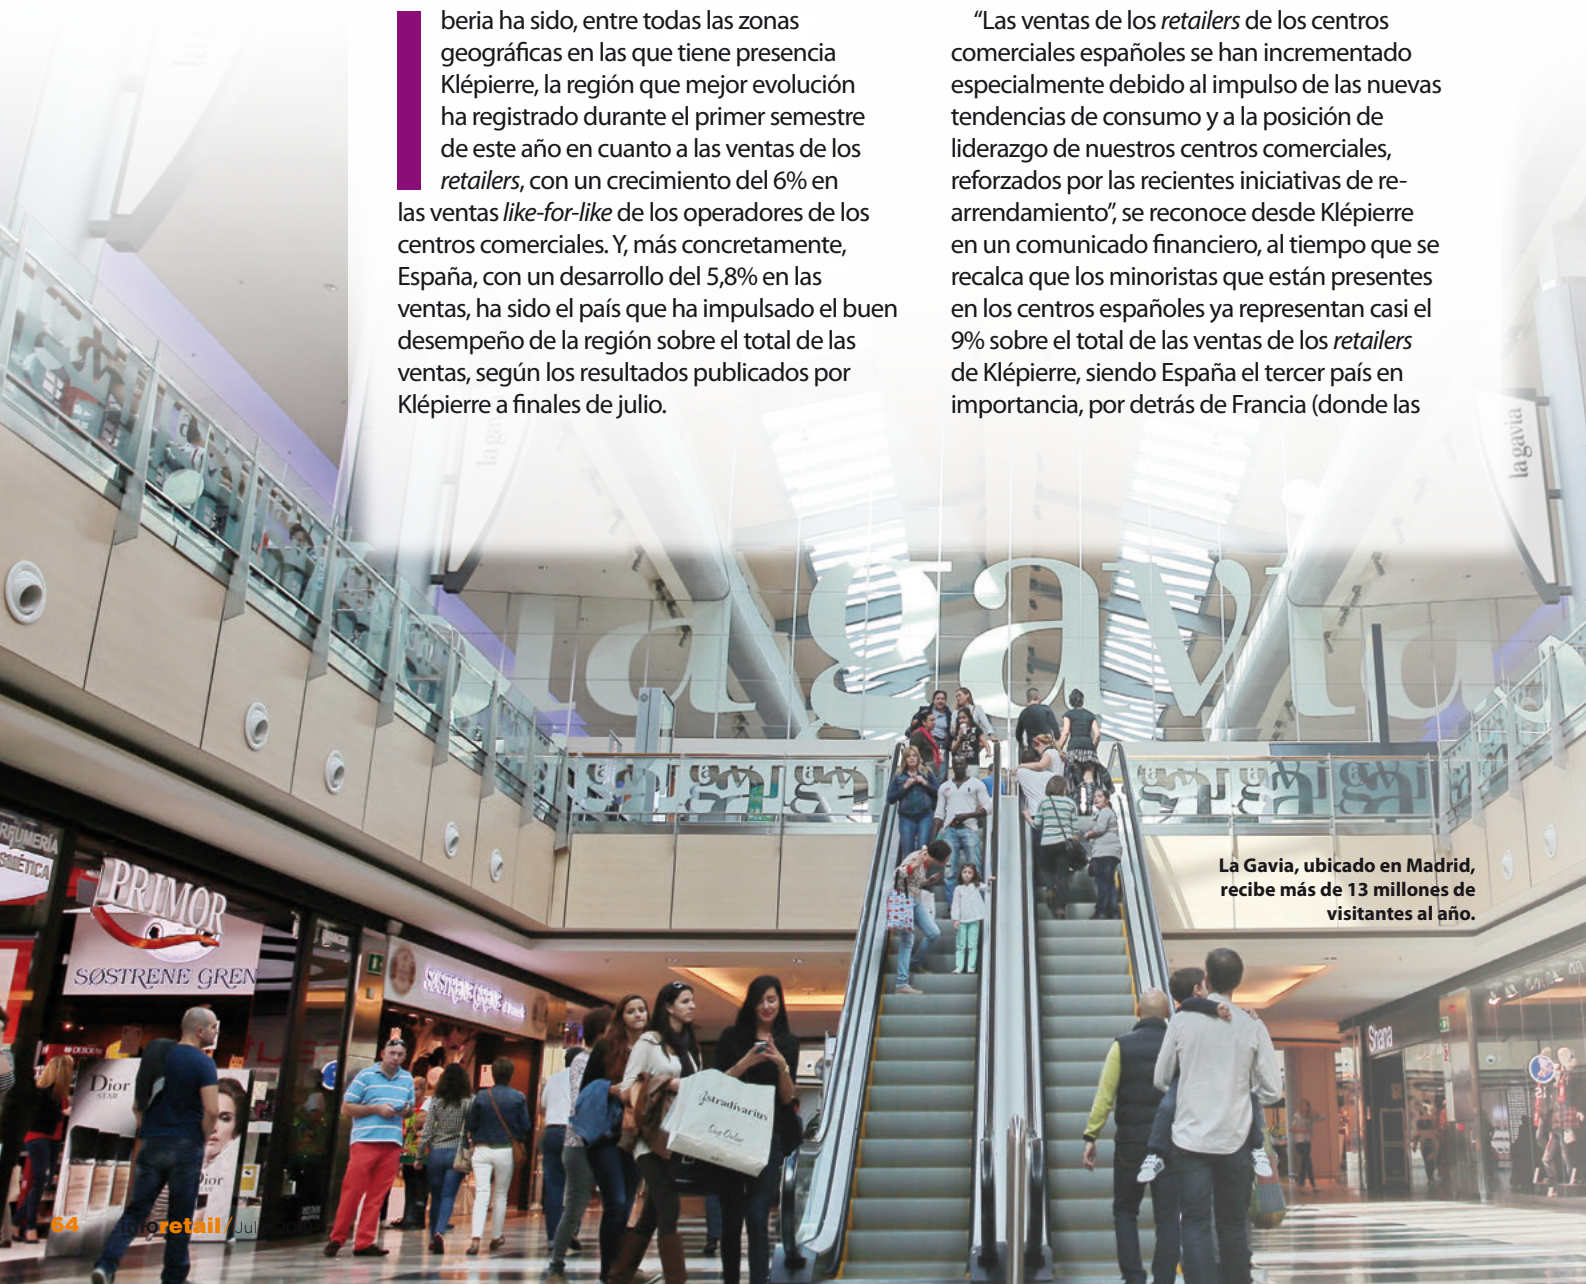 Iberia ha sido, entre todas las zonas
geográficas en las que tiene presencia
Klépierre, la región que mejor evolución
ha registrado durante el primer semestre
de este año en cuanto a las ventas de los
retailers, con un crecimiento del 6% en
las ventas like-for-like de los operadores de los
centros comerciales. Y, más concretamente,
España, con un desarrollo del 5,8% en las
ventas, ha sido el país que ha impulsado el buen
desempeño de la región sobre el total de las
ventas, según los resultados publicados por
Klépierre a finales de julio.
“Las ventas de los retailers de los centros
comerciales españoles se han incrementado
especialmente debido al impulso de las nuevas
tendencias de consumo y a la posición de
liderazgo de nuestros centros comerciales,
reforzados por las recientes iniciativas de re-
arrendamiento”, se reconoce desde Klépierre
en un comunicado financiero, al tiempo que se
recalca que los minoristas que están presentes
en los centros españoles ya representan casi el
9% sobre el total de las ventas de los retailers
de Klépierre, siendo España el tercer país en
importancia, por detrás de Francia (donde las
la gavia
la gavia
La Gavia, ubicado en Madrid,
recibe más de 13 millones de
visitantes al año.
PRIMOR
SØSTRENE GREN
Shana
Dior
STAR
Dior
stradivarius
64
retail/